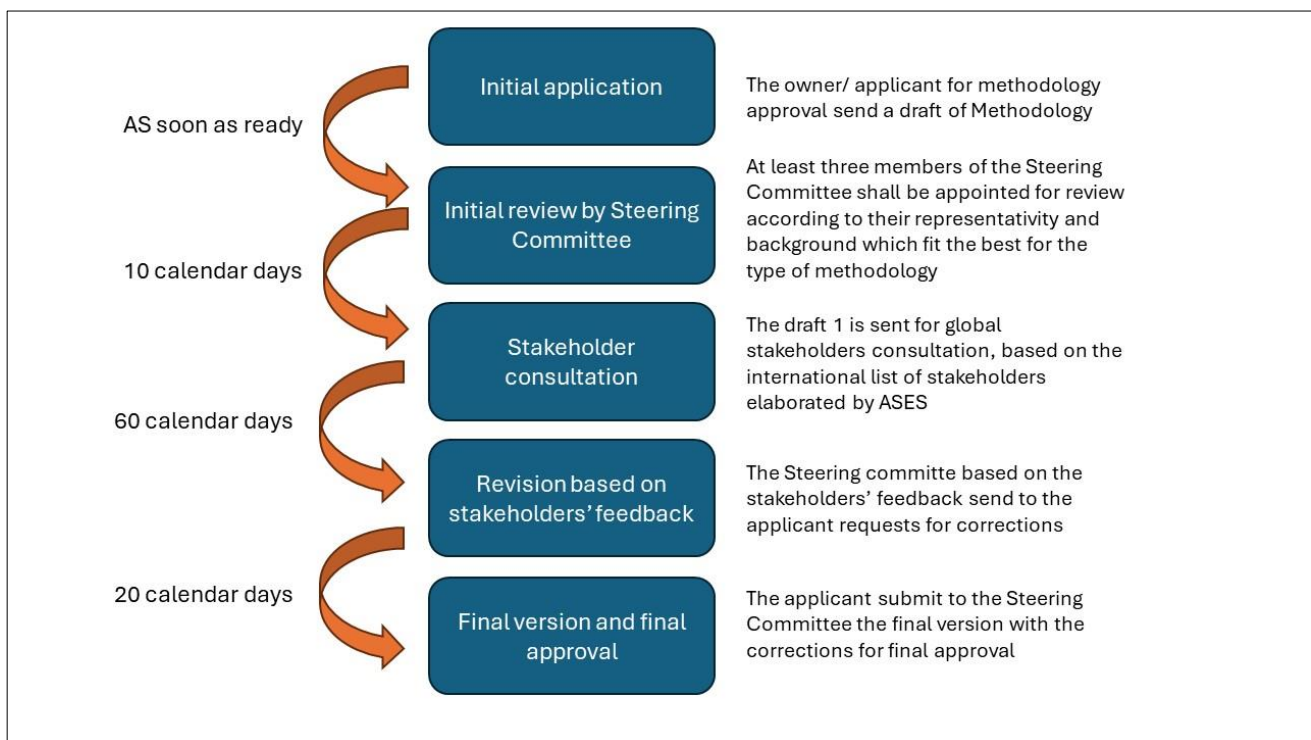 Initial application
The owner/ applicant for methodology
approval send a draft of Methodology
AS soon as ready
Initial review by Steering
Committee
At least three members of the Steering
Committee shall be appointed for review
according to their representativity and
background which fit the best for the
type of methodology
10 calendar days
Stakeholder
consultation
The draft 1 is sent for global
stakeholders consultation, based on the
international list of stakeholders
elaborated by ASES
60 calendar days
Revision based on
stakeholders' feedback
The Steering committe based on the
stakeholders' feedback send to the
applicant requests for corrections
20 calendar days
Final version and final
approval
The applicant submit to the Steering
Committee the final version with the
corrections for final approval